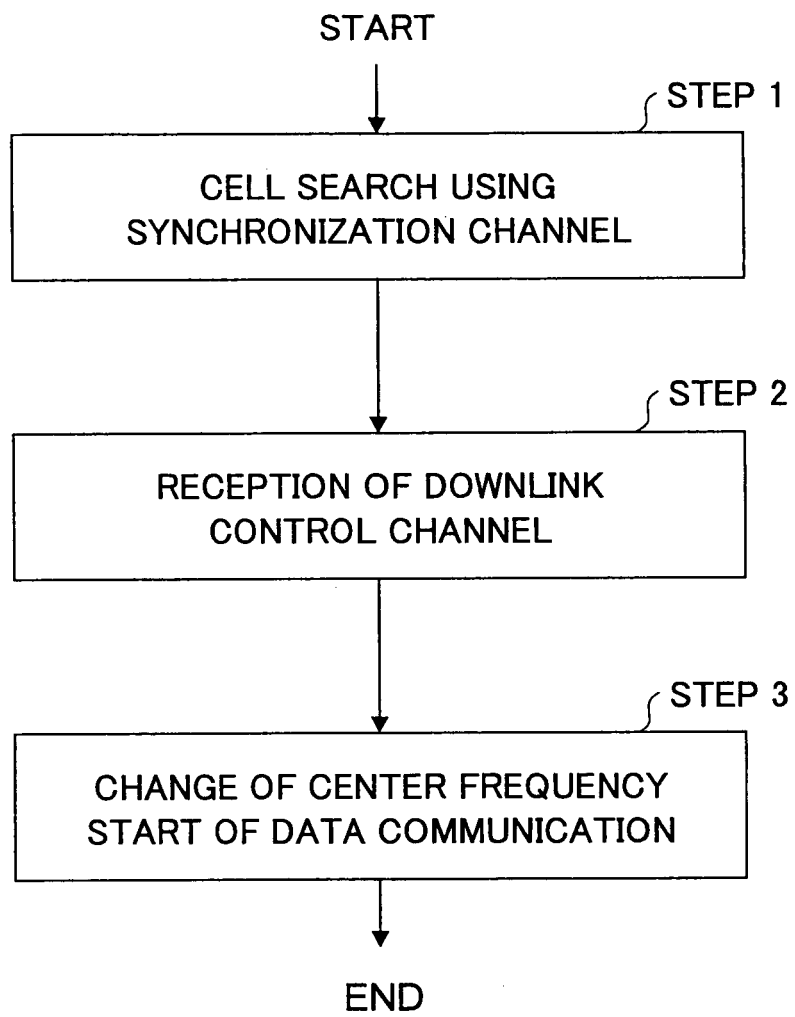 START
STEP 1
CELL SEARCH USING
SYNCHRONIZATION CHANNEL
STEP 2
RECEPTION OF DOWNLINK
CONTROL CHANNEL
STEP 3
CHANGE OF CENTER FREQUENCY
START OF DATA COMMUNICATION
END